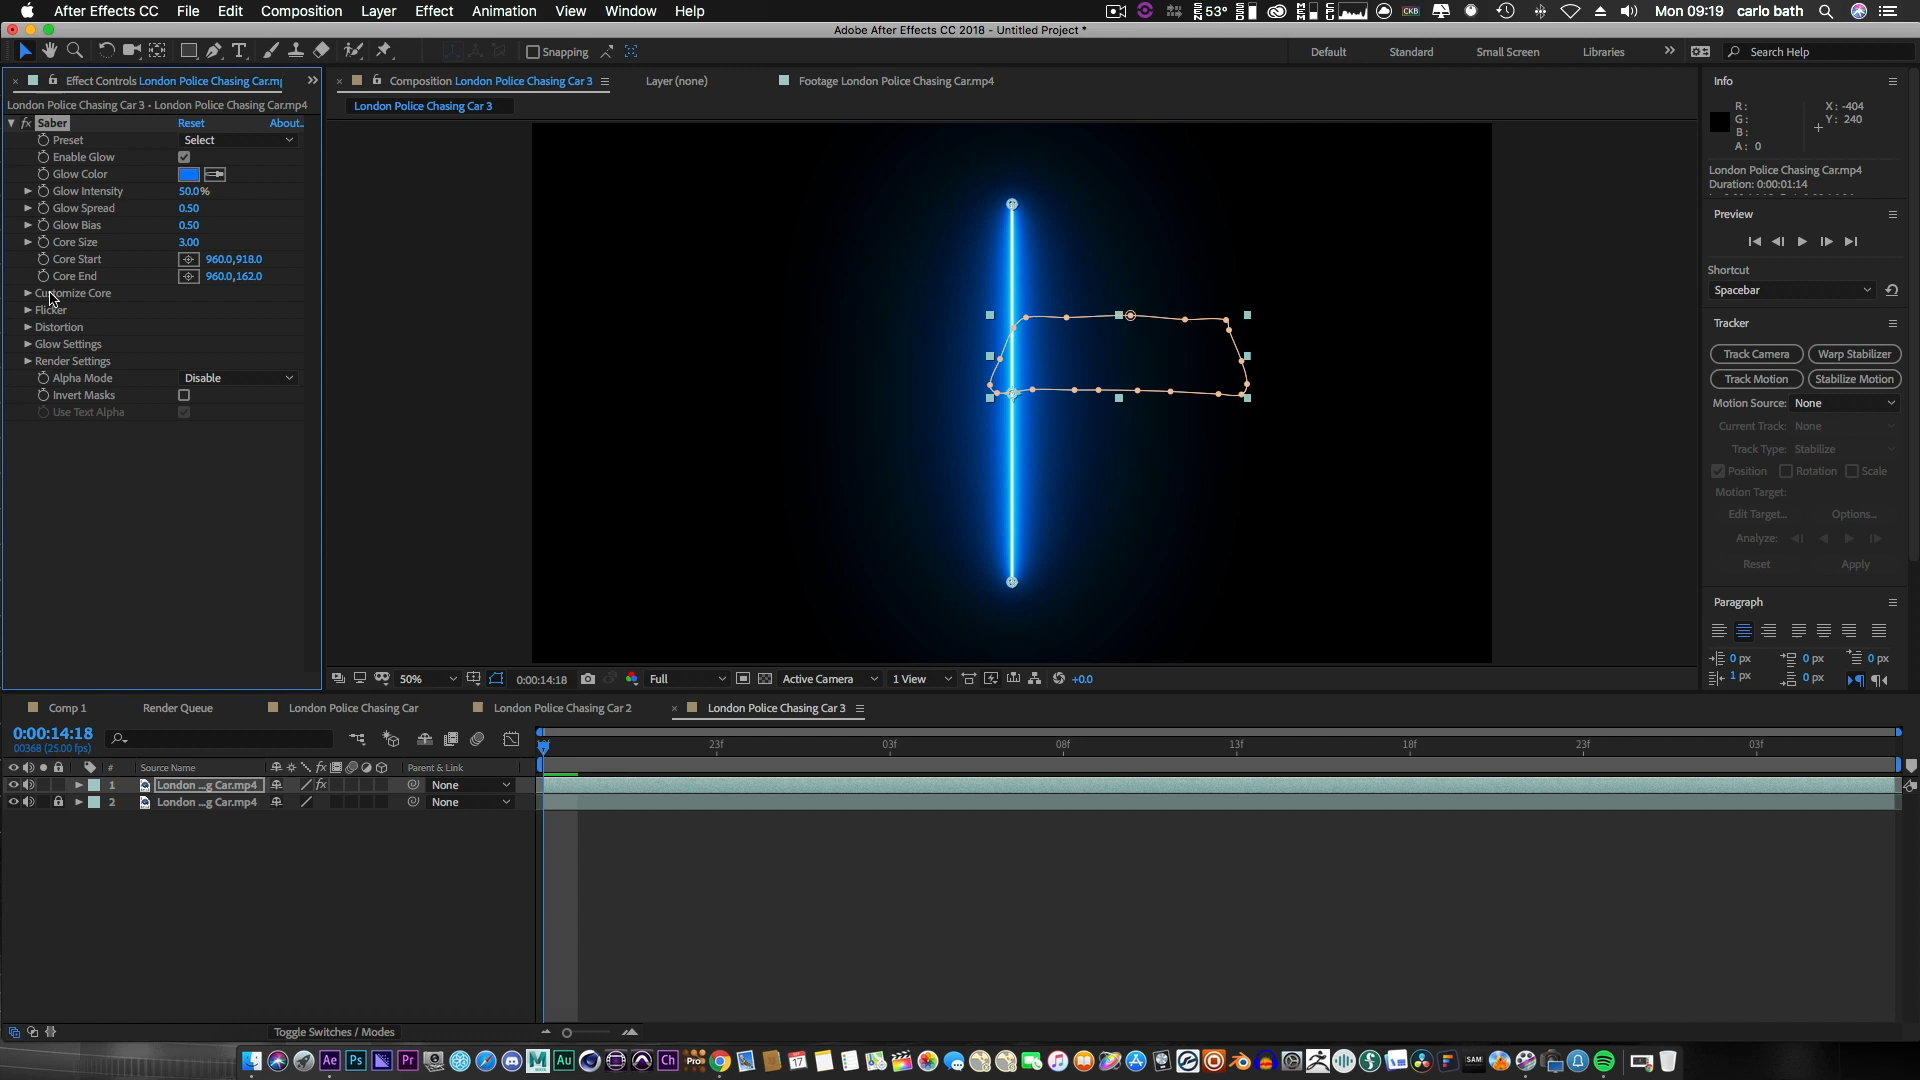 After Effects CC File Edit Composition Layer Effect Animation View Window Help 53° CKB Mon 09:19 carlo bath
Adobe After Effects CC 2018 - Untitled Project *
Snapping Default Standard Small Screen Libraries Search Help
Effect Controls London Police Chasing Car.mp
Composition London Police Chasing Car 3 Layer (none) Footage London Police Chasing Car.mp4
Info
London Police Chasing Car 3 • London Police Chasing Car.mp4
London Police Chasing Car 3
fx Saber Reset About..
Preset Select
Enable Glow
Glow Color
Glow Intensity 50.0%
Glow Spread 0.50
Glow Bias 0.50
Core Size 3.00
Core Start 960.0,918.0
Core End 960.0,162.0
Customize Core
Flicker
Distortion
Glow Settings
Render Settings
Alpha Mode Disable
Invert Masks
Use Text Alpha
R: X: -404
G: Y: 240
B:
A: 0
London Police Chasing Car.mp4
Duration: 0:00:01:14
Preview
Shortcut
Spacebar
Tracker
Track Camera Warp Stabilizer
Track Motion Stabilize Motion
Motion Source: None
Current Track: None
Track Type: Stabilize
Position Rotation Scale
Motion Target:
Edit Target... Options...
Analyze:
Reset Apply
Paragraph
0 px 0 px 0 px
1 px 0 px
50% 0:00:14:18 Full Active Camera 1 View +0.0
Comp 1 Render Queue London Police Chasing Car London Police Chasing Car 2 London Police Chasing Car 3
0:00:14:18
00368 (25.00 fps)
23f 03f 08f 13f 18f 23f 03f
# Source Name fx Parent & Link
1 London ...g Car.mp4 fx None
2 London ...g Car.mp4 None
Toggle Switches / Modes
Ae Ps Pr M Au Ch Pro 17 SAM